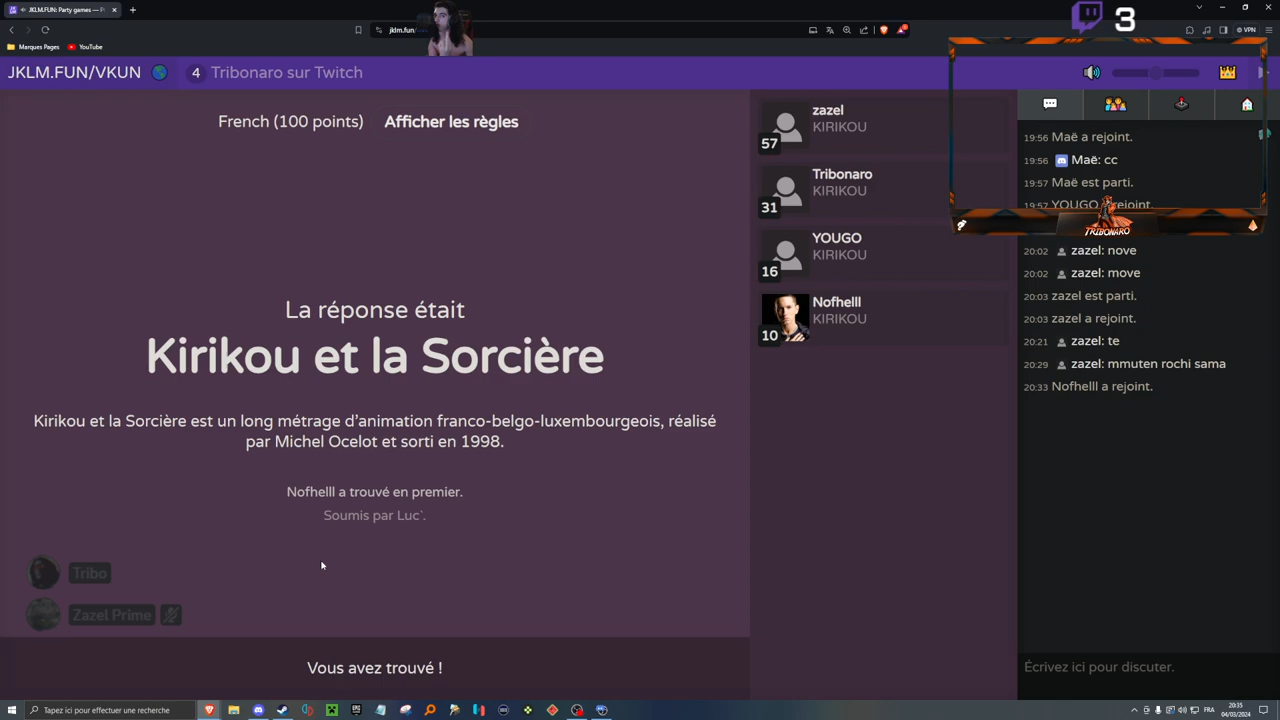 JKLM.FUN: Party games — P
jklm.fun/
VPN
Marques Pages
YouTube
3
JKLM.FUN/VKUN
4
Tribonaro sur Twitch
French (100 points)
Afficher les règles
La réponse était
Kirikou et la Sorcière
Kirikou et la Sorcière est un long métrage d'animation franco-belgo-luxembourgeois, réalisé
par Michel Ocelot et sorti en 1998.
Nofhelll a trouvé en premier.
Soumis par Luc`.
Tribo
Zazel Prime
Vous avez trouvé !
zazel
KIRIKOU
57
Tribonaro
KIRIKOU
31
YOUGO
KIRIKOU
16
Nofhelll
KIRIKOU
10
19:56 Maë a rejoint.
19:56 Maë: cc
19:57 Maë est parti.
19:57 YOUGO a rejoint.
TRIBONARO
20:02 zazel: nove
20:02 zazel: move
20:03 zazel est parti.
20:03 zazel a rejoint.
20:21 zazel: te
20:29 zazel: mmuten rochi sama
20:33 Nofhelll a rejoint.
Écrivez ici pour discuter.
Tapez ici pour effectuer une recherche
FRA
20:35
04/03/2024